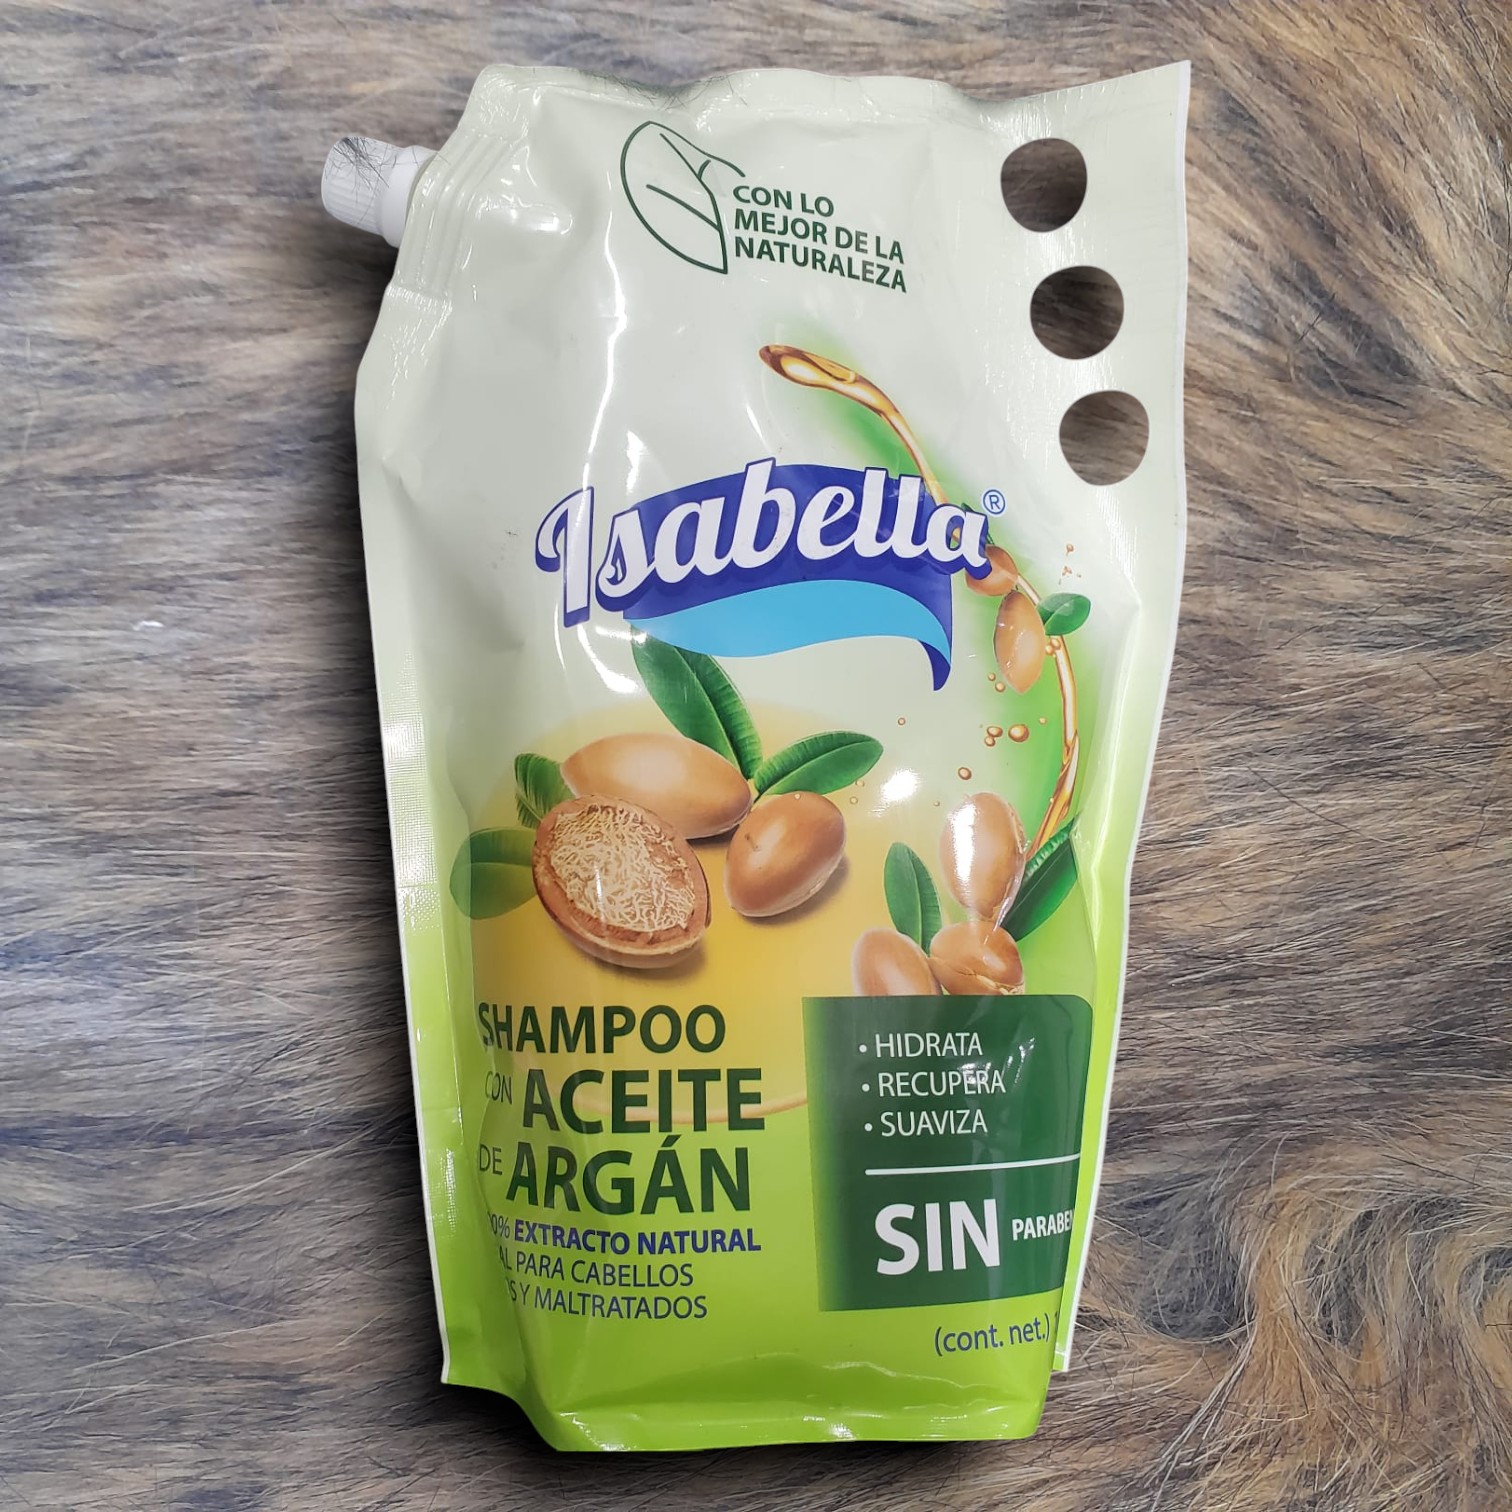 CON LO
MEJOR DE LA
NATURALEZA
Isabella®
SHAMPOO
CON ACEITE
DE ARGÁN
EXTRACTO NATURAL
PARA CABELLOS
Y MALTRATADOS
• HIDRATA
• RECUPERA
• SUAVIZA
SIN
(cont. net.)